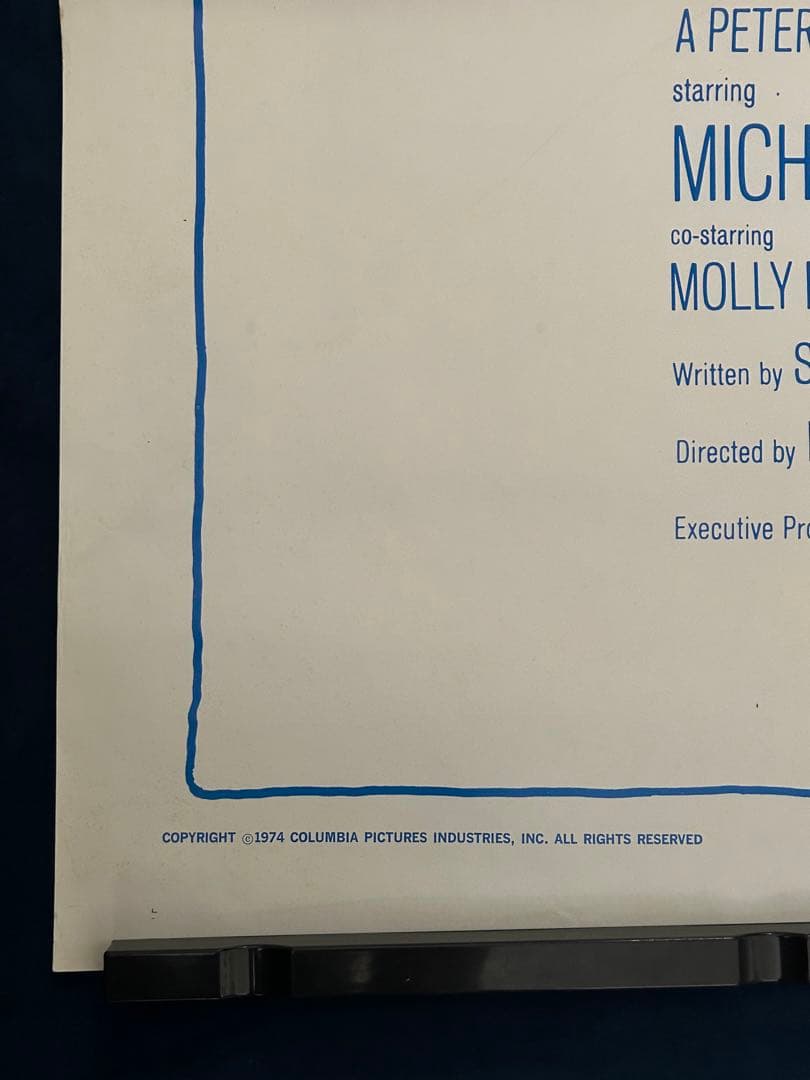 A PETER
starring
MICH
co-starring
MOLLY
Written by S
Directed by
Executive Pro
COPYRIGHT ©1974 COLUMBIA PICTURES INDUSTRIES, INC. ALL RIGHTS RESERVED